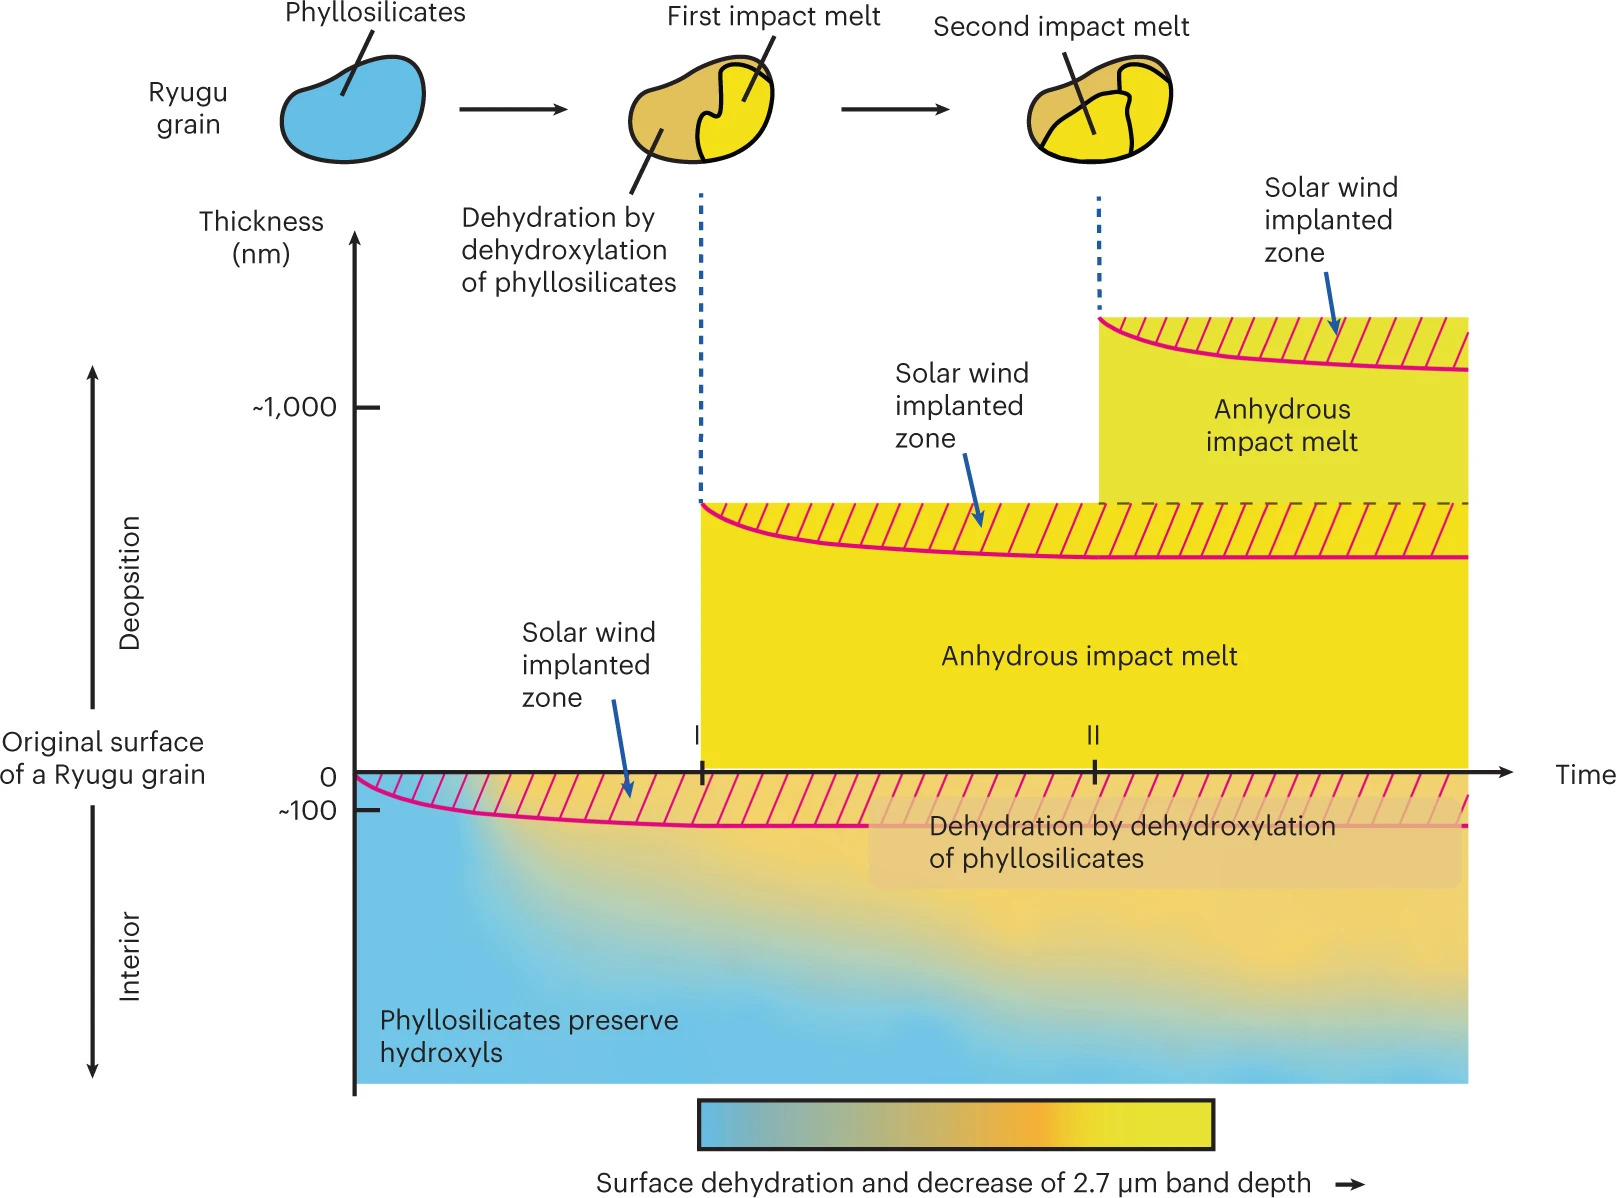 Phyllosilicates
First impact melt
Second impact melt
Ryugu
grain
Dehydration by
dehydroxylation
of phyllosilicates
Thickness
(nm)
Solar wind
implanted
zone
Solar wind
implanted
zone
~1,000
Anhydrous
impact melt
Deopsition
Solar wind
implanted
zone
Anhydrous impact melt
I
II
Original surface
of a Ryugu grain
0
Time
~100
Dehydration by dehydroxylation
of phyllosilicates
Interior
Phyllosilicates preserve
hydroxyls
Surface dehydration and decrease of 2.7 µm band depth